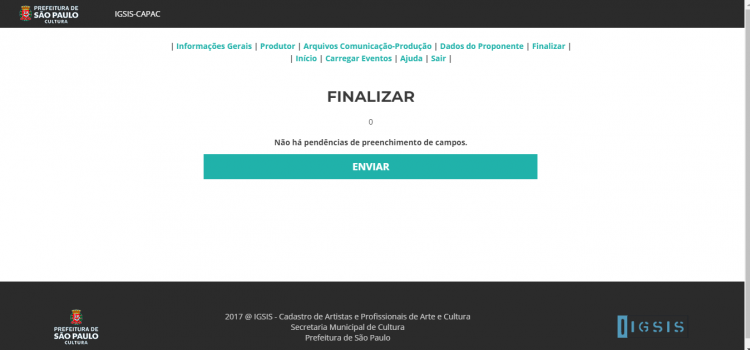 PREFEITURA DE
SÃO PAULO
CULTURA
IGSIS-CAPAC
| Informações Gerais | Produtor | Arquivos Comunicação-Produção | Dados do Proponente | Finalizar |
| Início | Carregar Eventos | Ajuda | Sair |
FINALIZAR
0
Não há pendências de preenchimento de campos.
ENVIAR
PREFEITURA DE
SÃO PAULO
CULTURA
2017 @ IGSIS - Cadastro de Artistas e Profissionais de Arte e Cultura
Secretaria Municipal de Cultura
Prefeitura de São Paulo
IGSIS